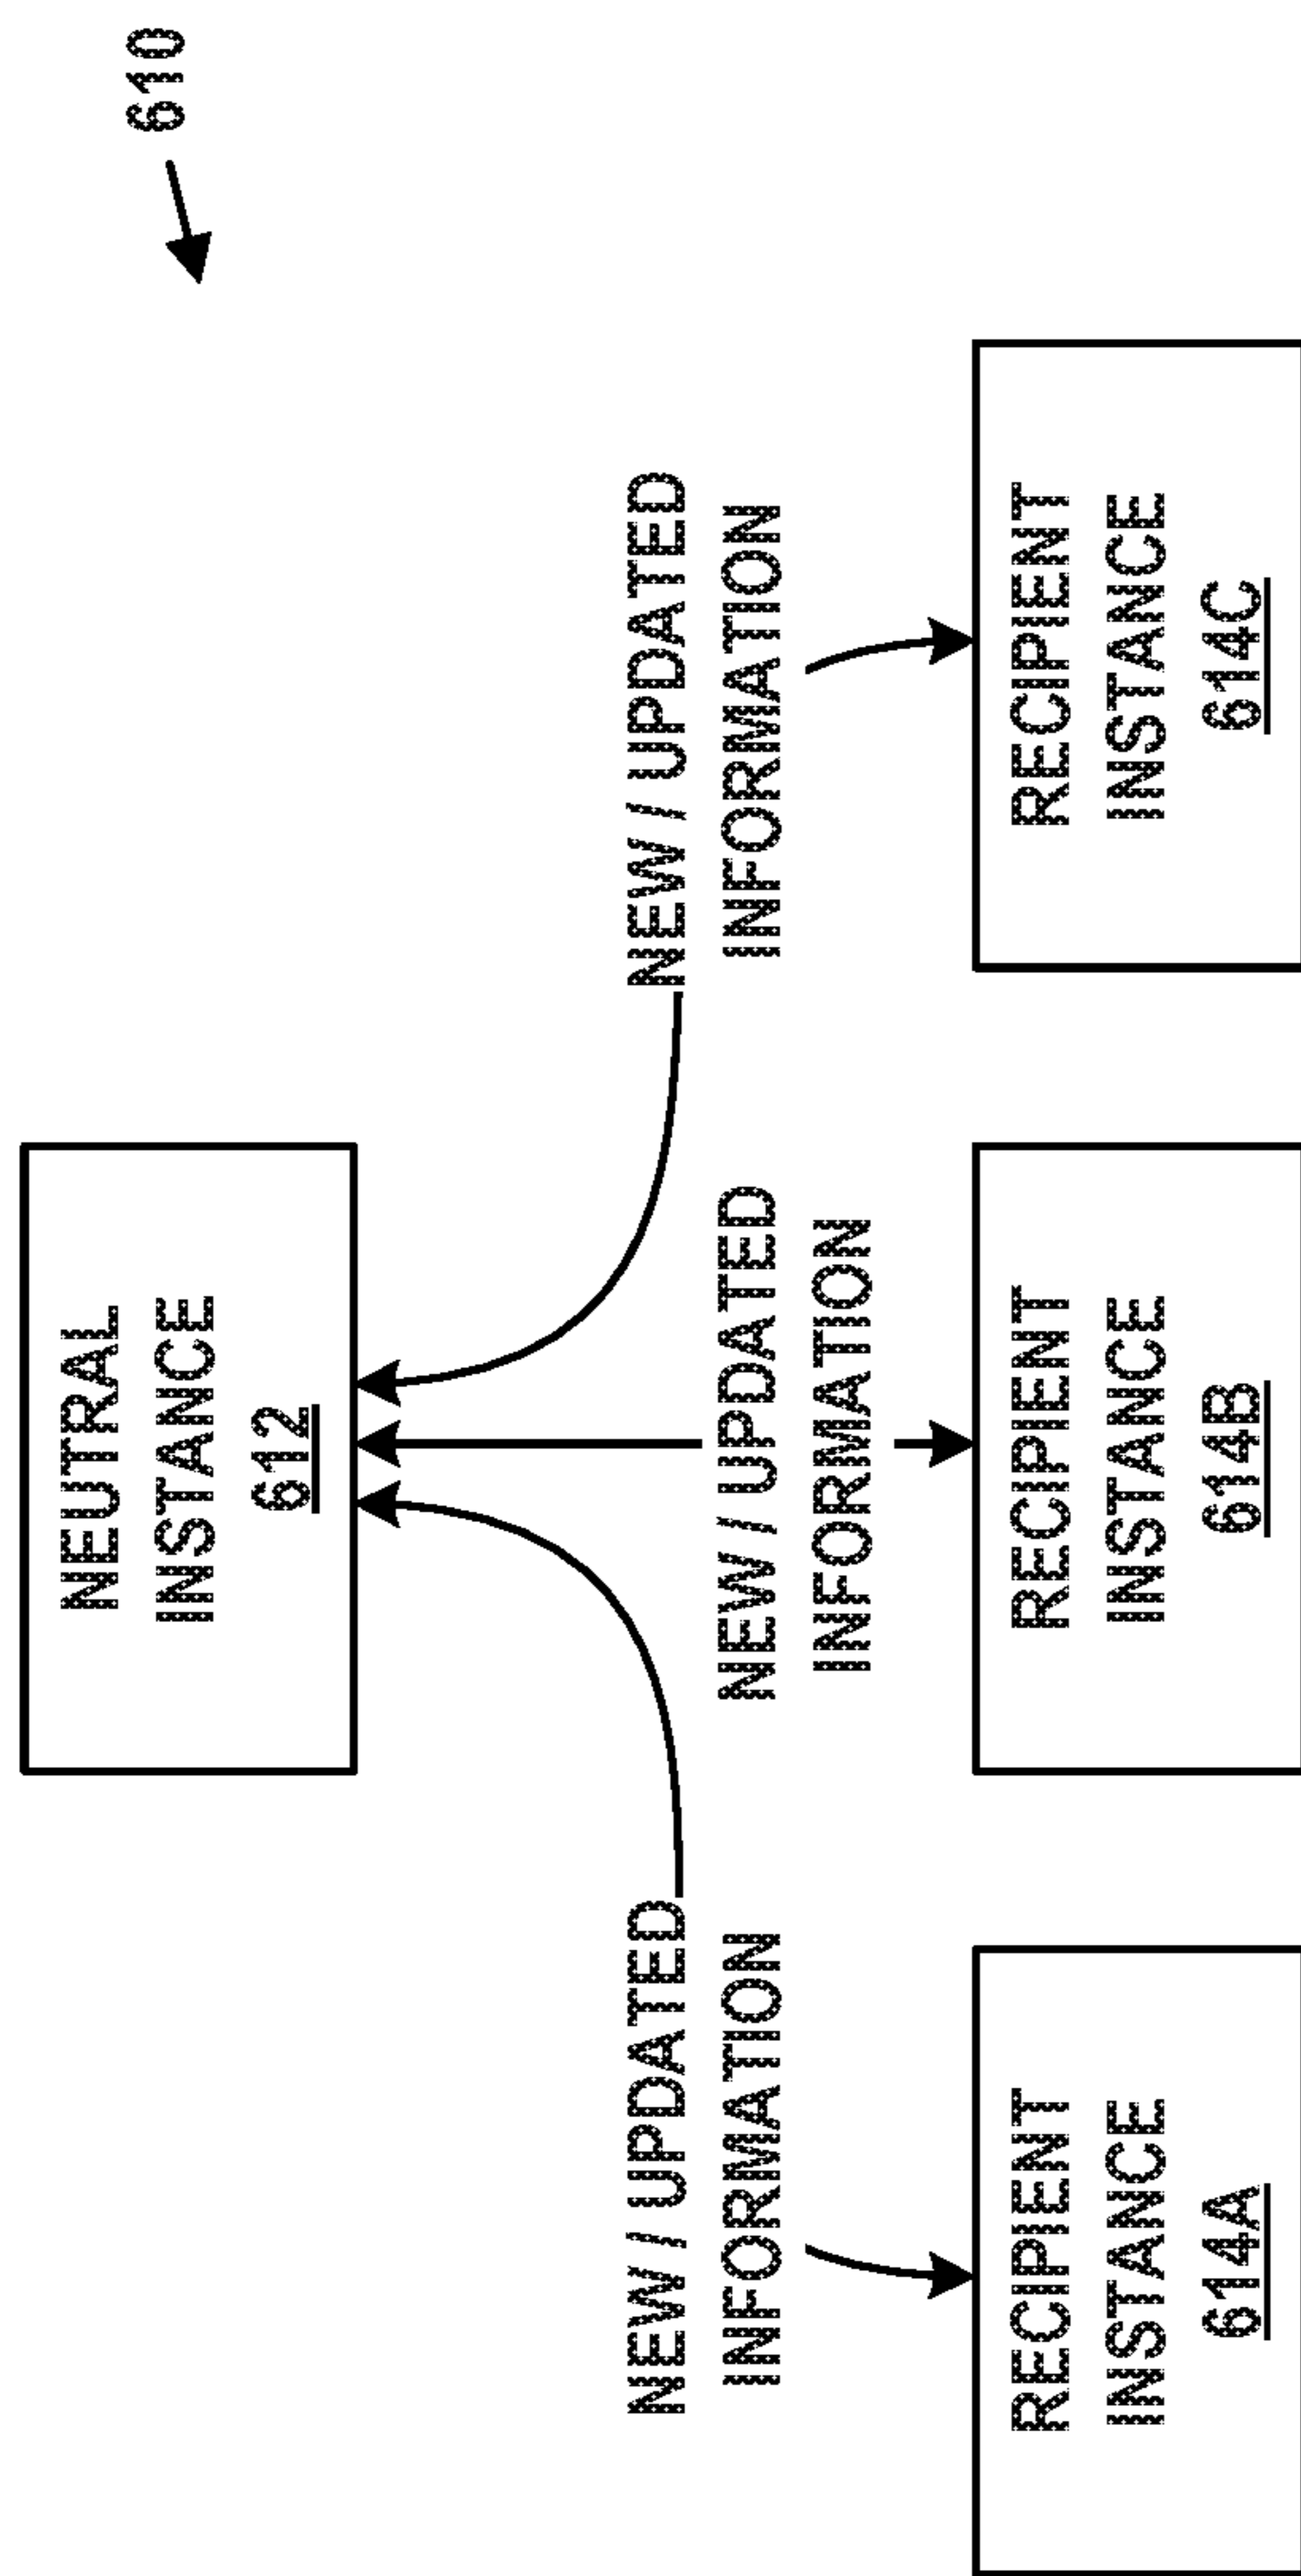 610
NEUTRAL
INSTANCE
612
NEW / UPDATED
INFORMATION
NEW / UPDATED
INFORMATION
NEW / UPDATED
INFORMATION
RECIPIENT
INSTANCE
614A
RECIPIENT
INSTANCE
614B
RECIPIENT
INSTANCE
614C